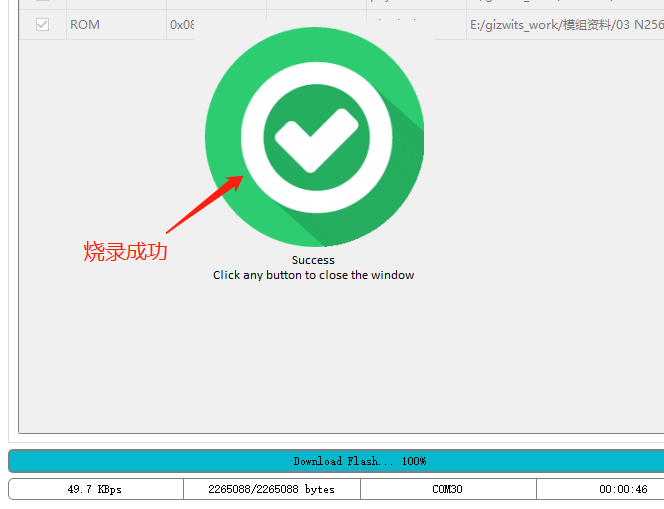 ROM 0x08 E:/gizwits_work/模组资料/03 N256
烧录成功
Success
Click any button to close the window
Download Flash... 100%
49.7 KBps 2265088/2265088 bytes COM30 00:00:46